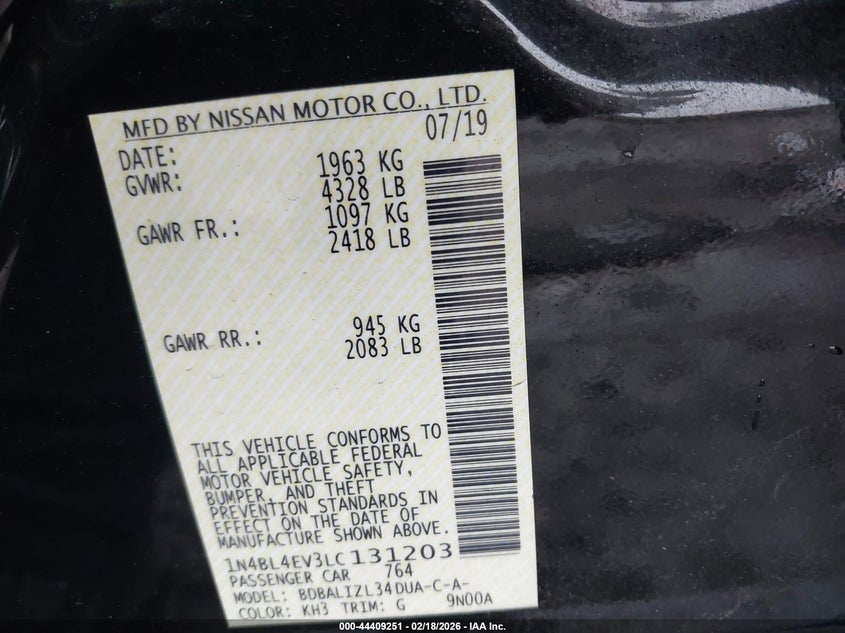 MFD BY NISSAN MOTOR CO., LTD.
DATE: 07/19
GVWR: 1963 KG
4328 LB
GAWR FR.: 1097 KG
2418 LB
GAWR RR.: 945 KG
2083 LB
THIS VEHICLE CONFORMS TO
ALL APPLICABLE FEDERAL
MOTOR VEHICLE SAFETY,
BUMPER, AND THEFT
PREVENTION STANDARDS IN
EFFECT ON THE DATE OF
MANUFACTURE SHOWN ABOVE.
1N4BL4EV3LC131203
PASSENGER CAR 764
MODEL: BDBALIZL34DUA-C-A-
COLOR: KH3 TRIM: G 9N00A
000-44409251 - 02/18/2026 - IAA Inc.